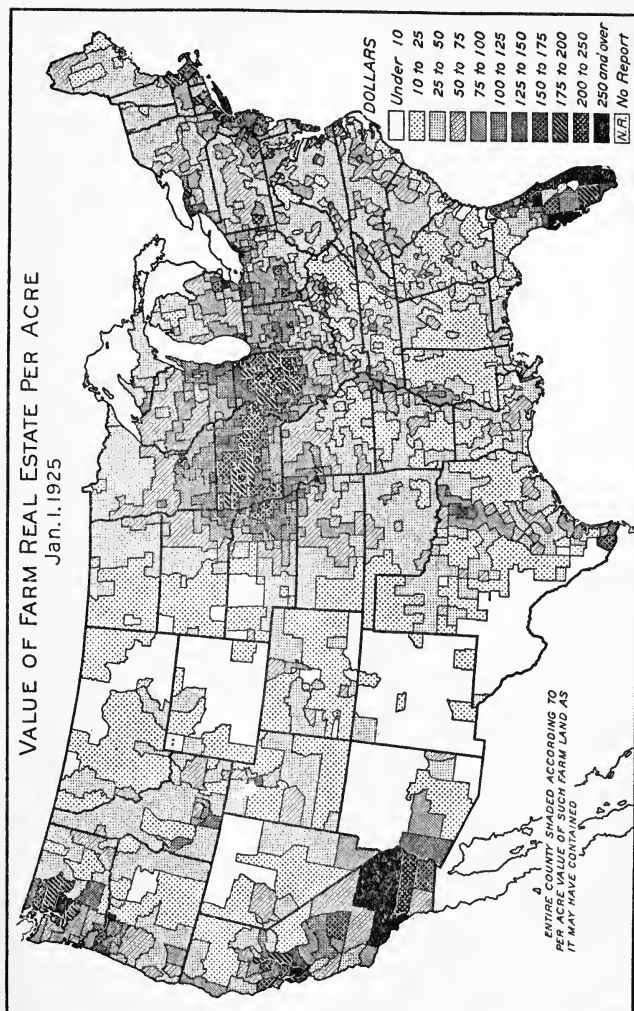 VALUE OF FARM REAL ESTATE PER ACRE
Jan. 1, 1925
DOLLARS
Under 10
10 to 25
25 to 50
50 to 75
75 to 100
100 to 125
125 to 150
150 to 175
175 to 200
200 to 250
250 and over
N.R. No Report
ENTIRE COUNTY SHADED ACCORDING TO
PER ACRE VALUE OF SUCH FARM LAND AS
IT MAY HAVE CONTAINED